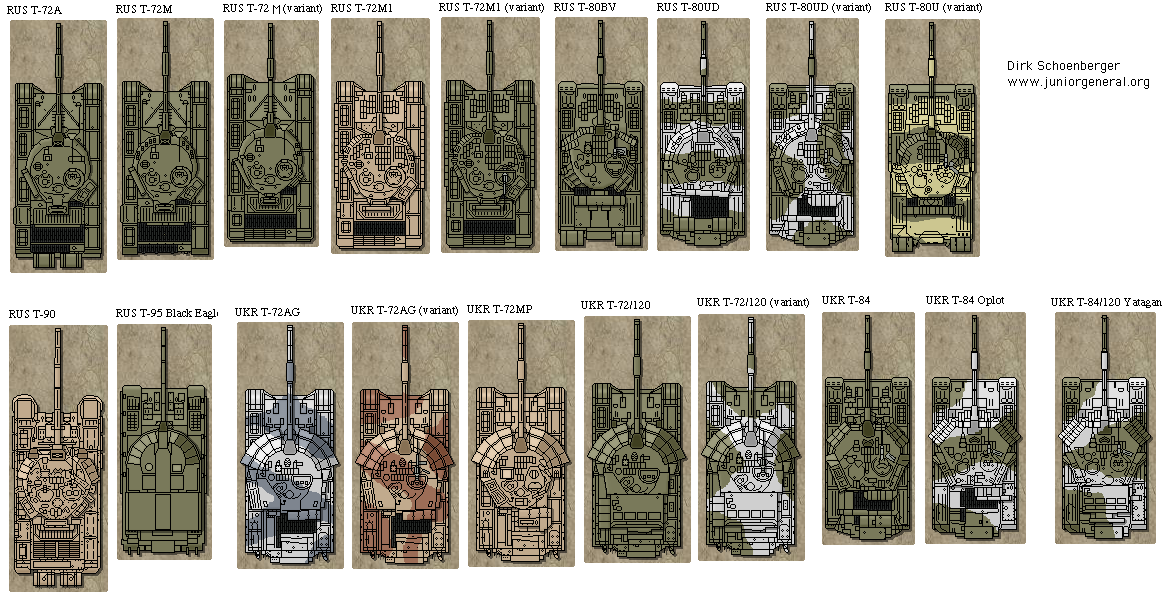 RUS T-72A
RUS T-72M
RUS T-72 M (variant)
RUS T-72M1
RUS T-72M1 (variant)
RUS T-80BV
RUS T-80UD
RUS T-80UD (variant)
RUS T-80U (variant)
Dirk Schoenberger
www.juniorgeneral.org
RUS T-90
RUS T-95 Black Eagl
UKR T-72AG
UKR T-72AG (variant)
UKR T-72MP
UKR T-72/120
UKR T-72/120 (variant)
UKR T-84
UKR T-84 Oplot
UKR T-84/120 Yatagan